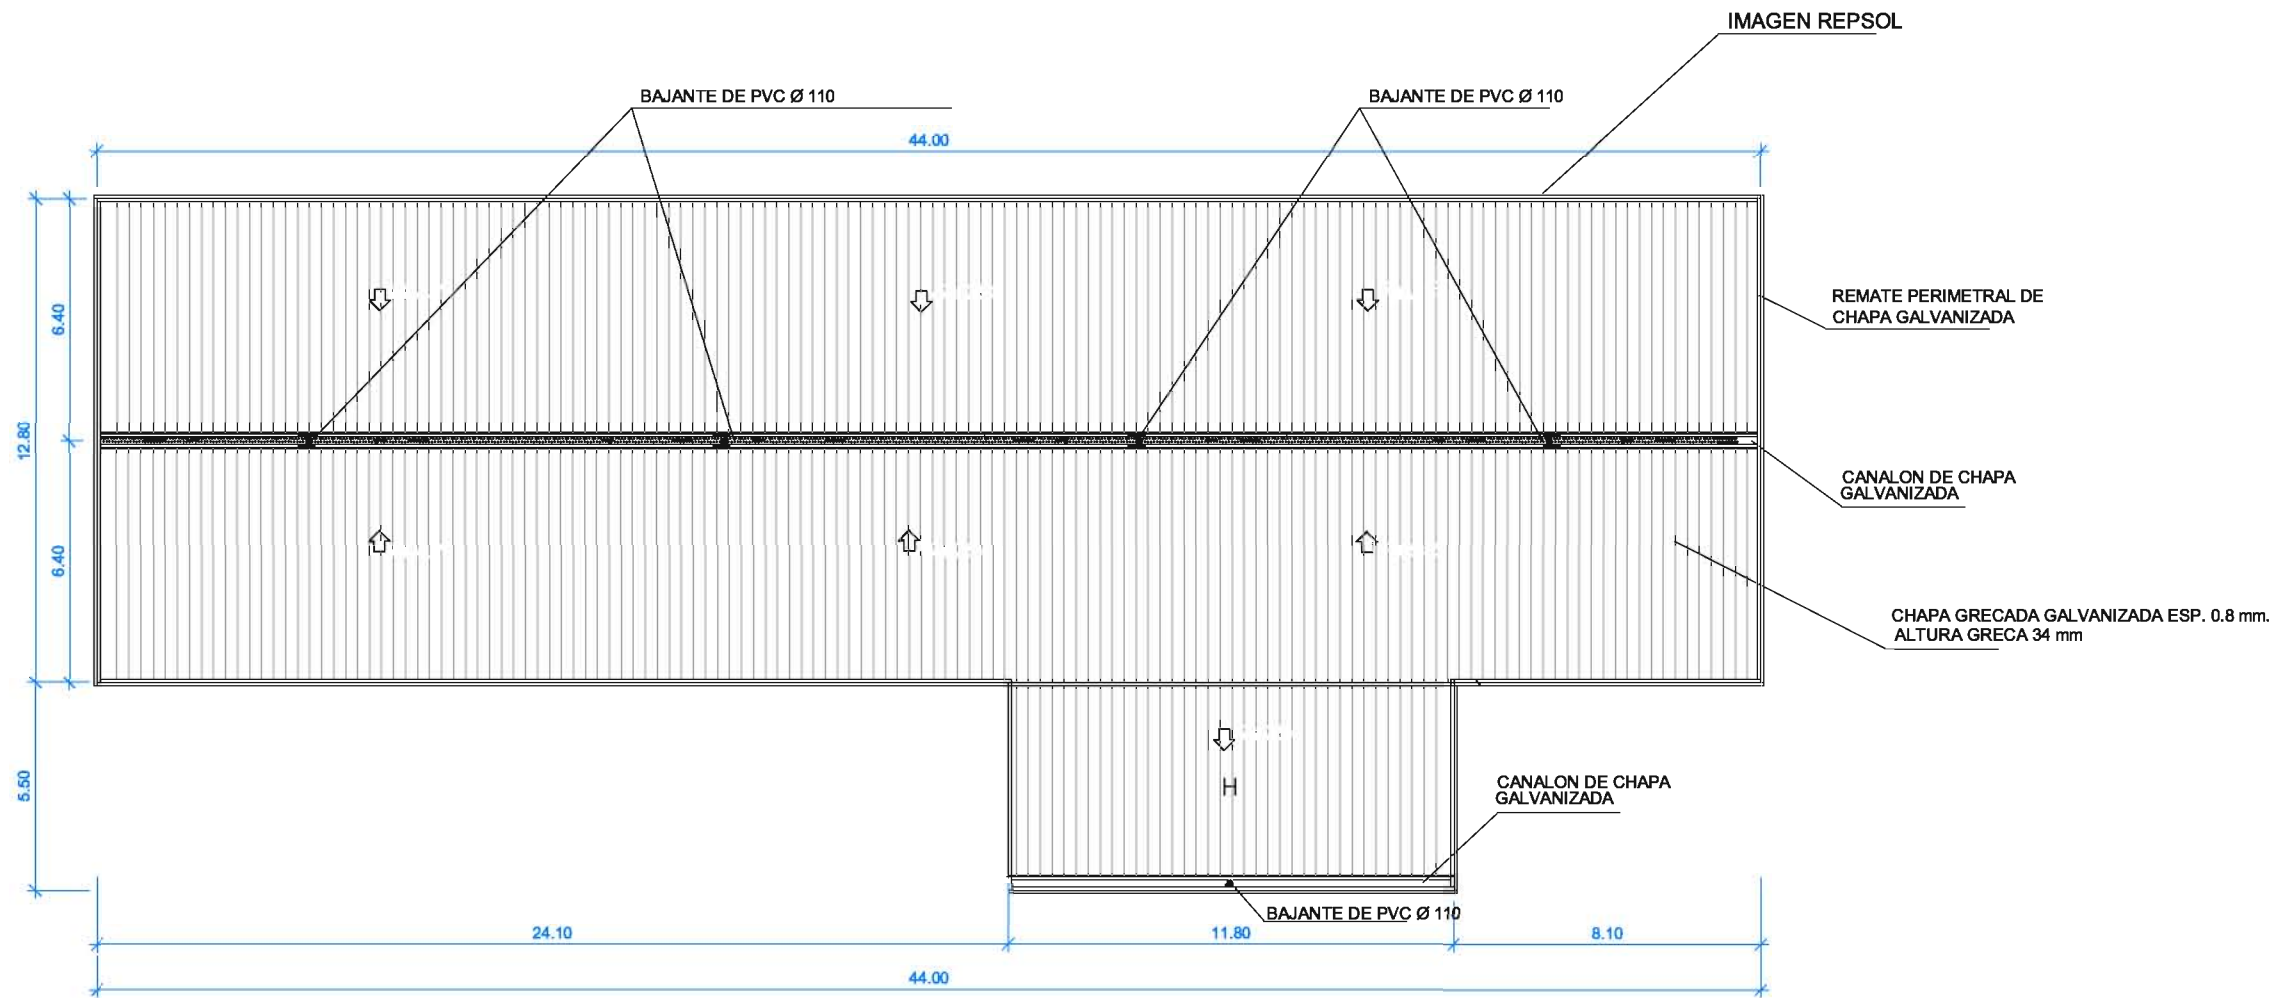 IMAGEN REPSOL
BAJANTE DE PVC Ø 110
BAJANTE DE PVC Ø 110
44.00
6.40
12.80
6.40
REMATE PERIMETRAL DE
CHAPA GALVANIZADA
CANALON DE CHAPA
GALVANIZADA
CHAPA GRECADA GALVANIZADA ESP. 0.8 mm.
ALTURA GRECA 34 mm
5.50
H
CANALON DE CHAPA
GALVANIZADA
BAJANTE DE PVC Ø 110
24.10
11.80
8.10
44.00